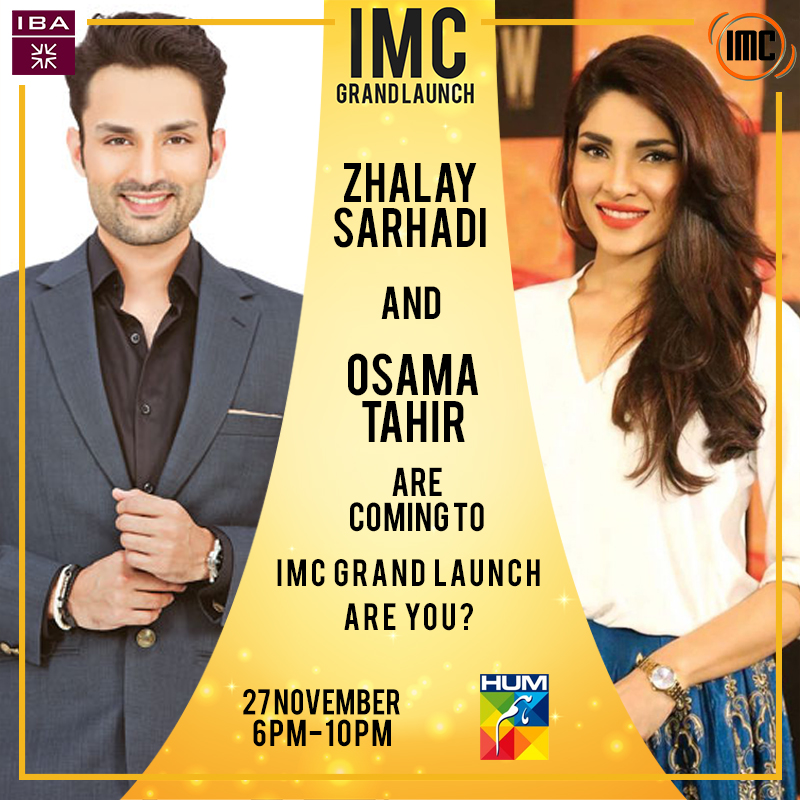 IBA
IMC
GRAND LAUNCH
IMC
W
ZHALAY
SARHADI
AND
OSAMA
TAHIR
ARE
COMING TO
IMC GRAND LAUNCH
ARE YOU?
27 NOVEMBER
6PM-10PM
HUM